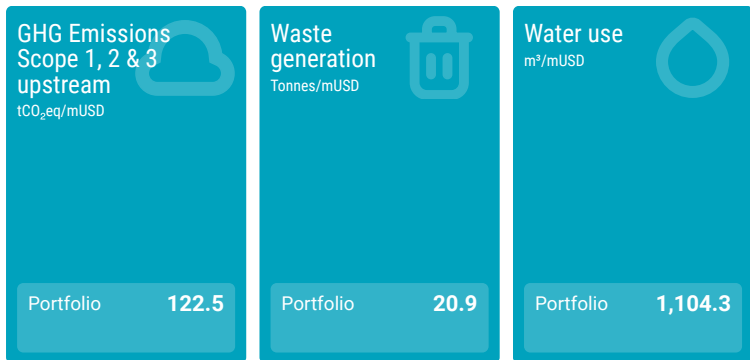 GHG Emissions
Scope 1, 2 & 3
upstream
tCO₂eq/mUSD
Portfolio 122.5
Waste
generation
Tonnes/mUSD
Portfolio 20.9
Water use
m³/mUSD
Portfolio 1,104.3